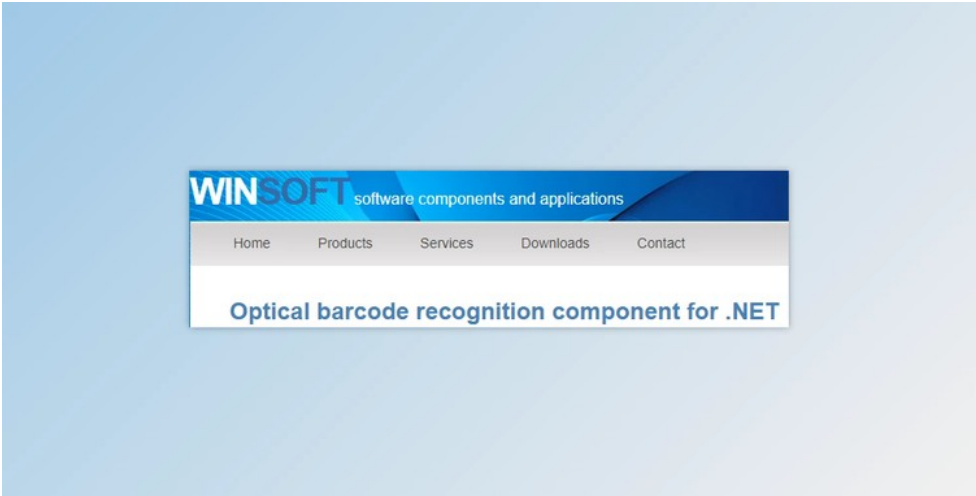 WINSOFT software components and applications
Home Products Services Downloads Contact
Optical barcode recognition component for .NET